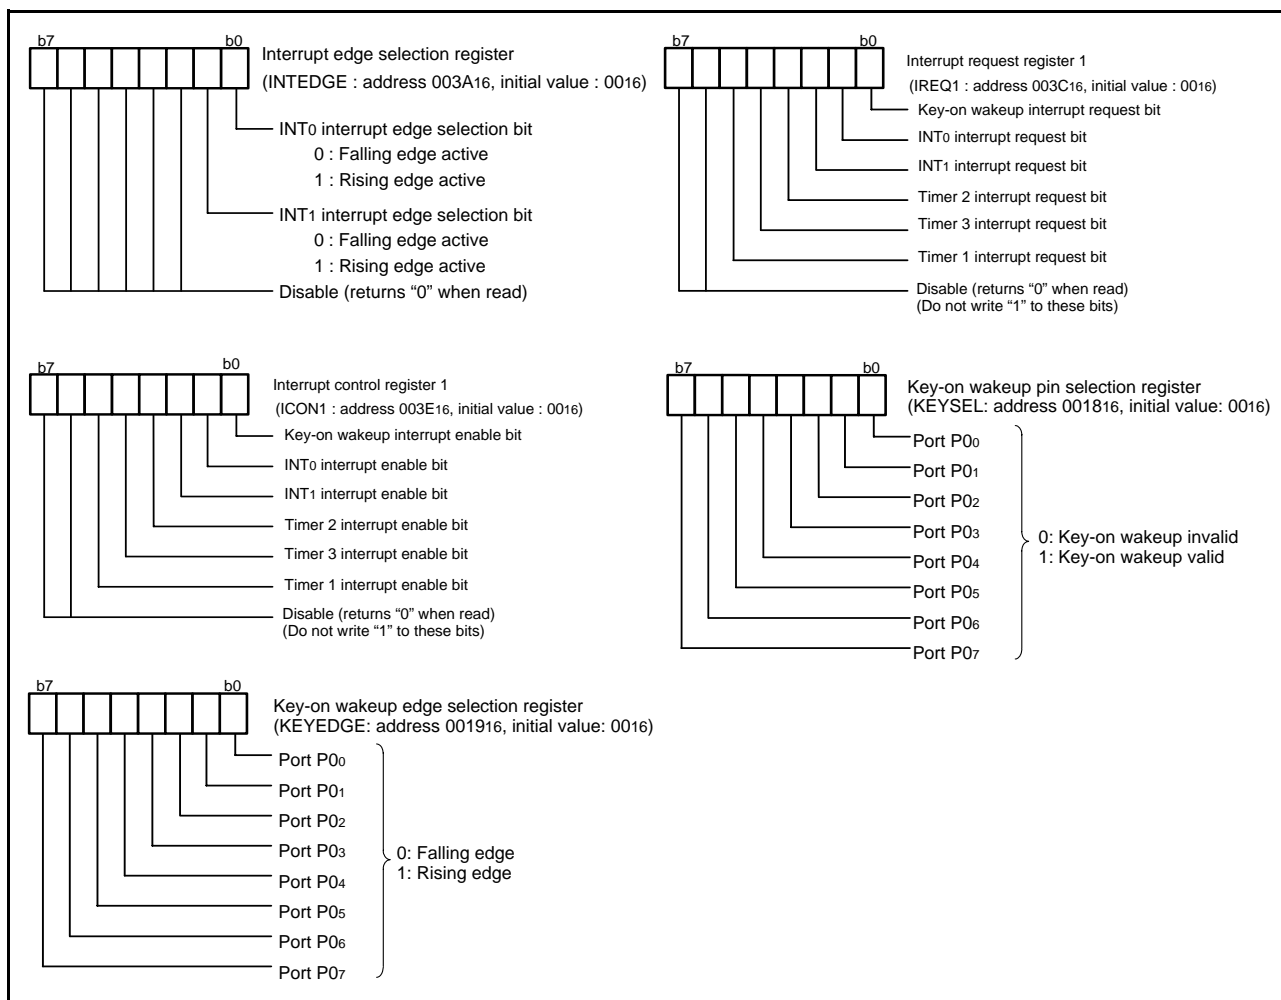 b7 b0
Interrupt edge selection register
(INTEDGE : address 003A16, initial value : 0016)
INT0 interrupt edge selection bit
0 : Falling edge active
1 : Rising edge active
INT1 interrupt edge selection bit
0 : Falling edge active
1 : Rising edge active
Disable (returns “0” when read)
b7 b0
Interrupt request register 1
(IREQ1 : address 003C16, initial value : 0016)
Key-on wakeup interrupt request bit
INT0 interrupt request bit
INT1 interrupt request bit
Timer 2 interrupt request bit
Timer 3 interrupt request bit
Timer 1 interrupt request bit
Disable (returns “0” when read)
(Do not write “1” to these bits)
b7 b0
Interrupt control register 1
(ICON1 : address 003E16, initial value : 0016)
Key-on wakeup interrupt enable bit
INT0 interrupt enable bit
INT1 interrupt enable bit
Timer 2 interrupt enable bit
Timer 3 interrupt enable bit
Timer 1 interrupt enable bit
Disable (returns “0” when read)
(Do not write “1” to these bits)
b7 b0
Key-on wakeup pin selection register
(KEYSEL: address 001816, initial value: 0016)
Port P00
Port P01
Port P02
Port P03
Port P04
Port P05
Port P06
Port P07
0: Key-on wakeup invalid
1: Key-on wakeup valid
b7 b0
Key-on wakeup edge selection register
(KEYEDGE: address 001916, initial value: 0016)
Port P00
Port P01
Port P02
Port P03
Port P04
Port P05
Port P06
Port P07
0: Falling edge
1: Rising edge